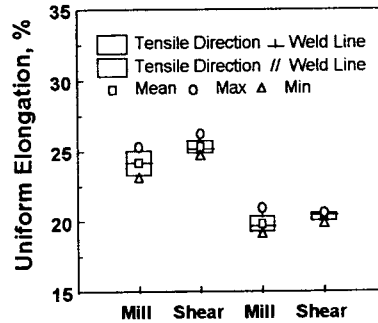 Uniform Elongation, %
35
30
25
20
15
Tensile Direction ⊥ Weld Line
Tensile Direction // Weld Line
Mean Max Min
Mill Shear Mill Shear